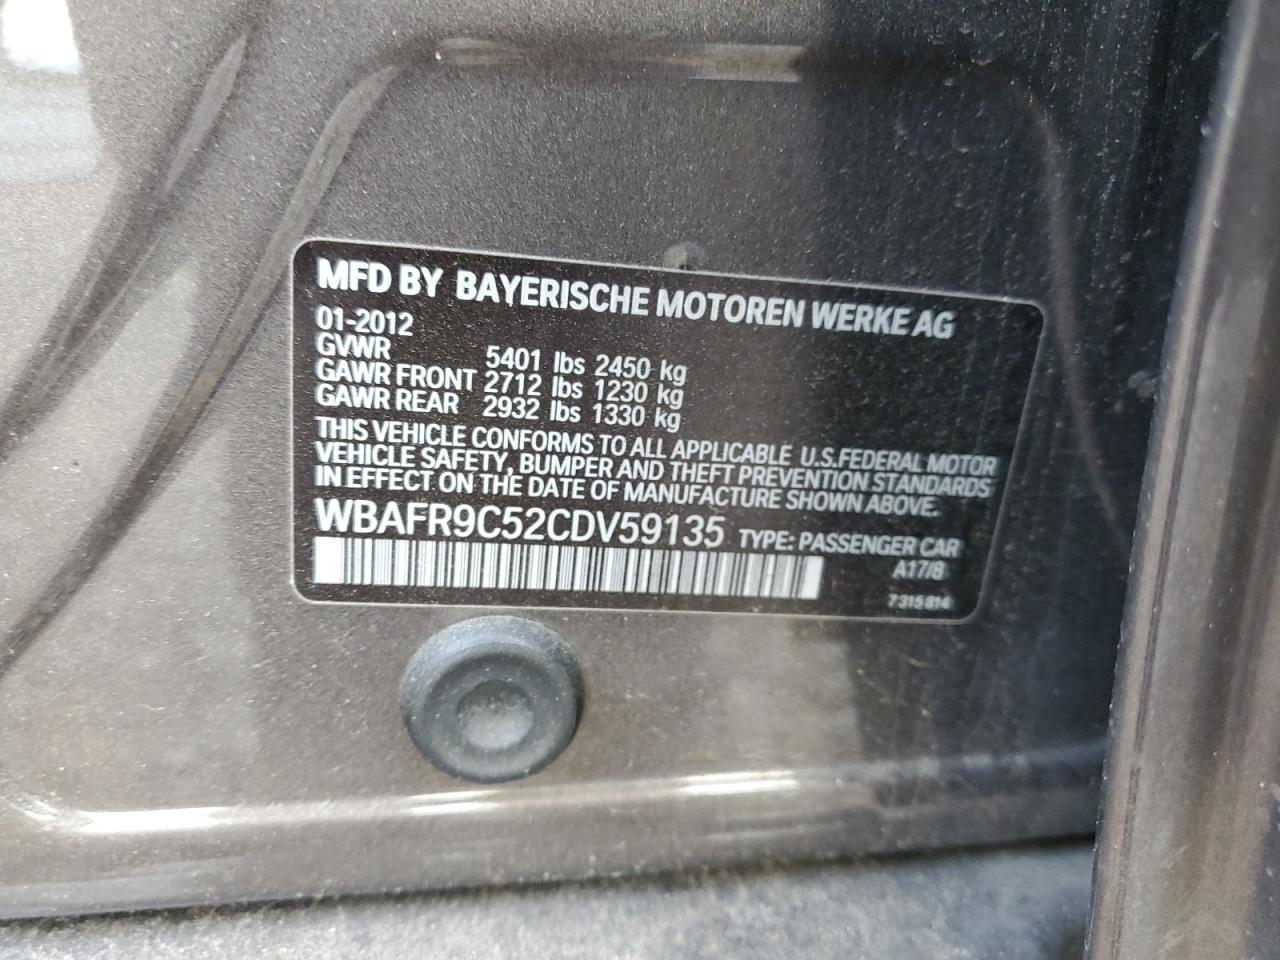 MFD BY BAYERISCHE MOTOREN WERKE AG
01-2012
GVWR 5401 lbs 2450 kg
GAWR FRONT 2712 lbs 1230 kg
GAWR REAR 2932 lbs 1330 kg
THIS VEHICLE CONFORMS TO ALL APPLICABLE U.S.FEDERAL MOTOR
VEHICLE SAFETY, BUMPER AND THEFT PREVENTION STANDARDS
IN EFFECT ON THE DATE OF MANUFACTURE SHOWN ABOVE.
WBAFR9C52CDV59135 TYPE: PASSENGER CAR
A17/8
7315814